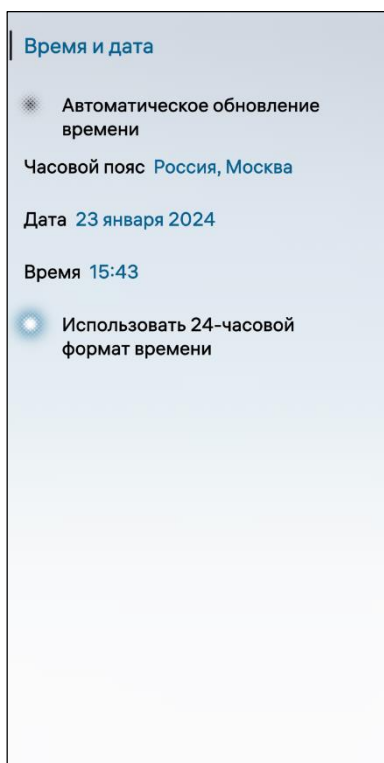 Время и дата
Автоматическое обновление
времени
Часовой пояс Россия, Москва
Дата 23 января 2024
Время 15:43
Использовать 24-часовой
формат времени